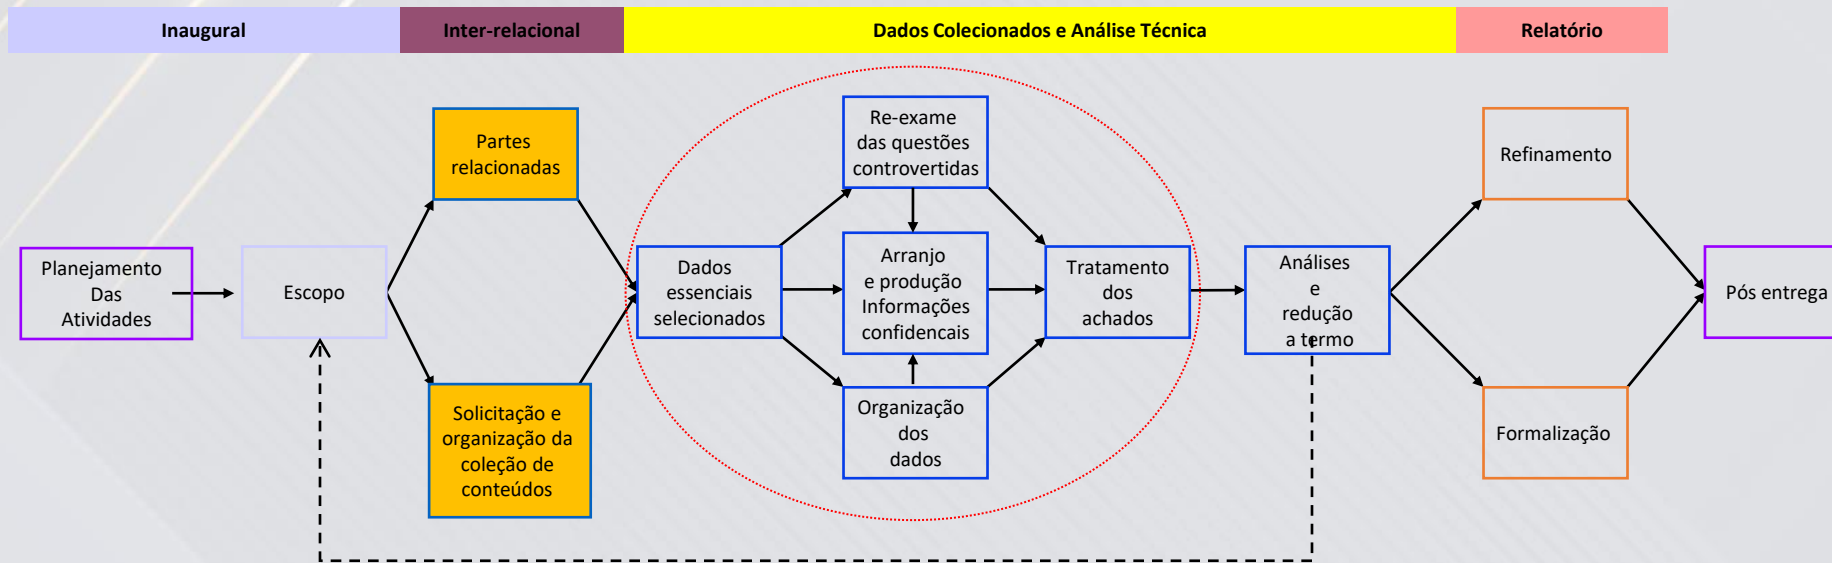 Inaugural
Inter-relacional
Dados Colecionados e Análise Técnica
Relatório
Planejamento
Das
Atividades
Escopo
Partes
relacionadas
Solicitação e
organização da
coleção de
conteúdos
Dados
essenciais
selecionados
Re-exame
das questões
controvertidas
Arranjo
e produção
Informações
confidencais
Organização
dos
dados
Tratamento
dos
achados
Análises
e
redução
a termo
Refinamento
Formalização
Pós entrega